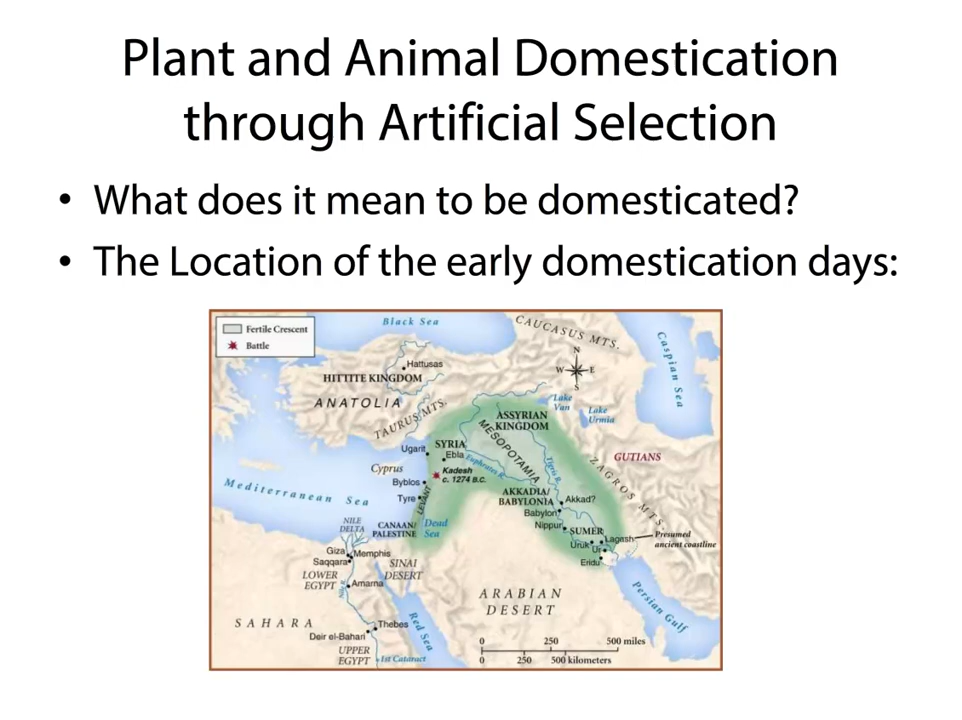 Plant and Animal Domestication
through Artificial Selection
• What does it mean to be domesticated?
• The Location of the early domestication days:
Fertile Crescent
Battle
Black Sea
CAUCASUS MTS.
Caspian Sea
N
W E
S
Hattusas
HITTITE KINGDOM
ANATOLIA
TAURUS MTS.
Lake
Van
Lake
Urmia
ASSYRIAN
KINGDOM
MESOPOTAMIA
SYRIA
Ugarit
Ebla
Euphrates R.
Tigris R.
GUTIANS
ZAGROS MTS.
Cyprus
Kadesh
c. 1274 B.C.
Byblos
Mediterranean Sea
Tyre
LEVANT
AKKADIA/
BABYLONIA
Akkad?
Babylon
Nippur
SUMER
Lagash
Uruk
Ur
Eridu
Presumed
ancient coastline
NILE
DELTA
CANAAN/
PALESTINE
Dead
Sea
Giza
Memphis
Saqqara
SINAI
DESERT
LOWER
EGYPT
Amarna
Nile R.
ARABIAN
DESERT
Persian Gulf
SAHARA
Thebes
Deir el-Bahari
Red Sea
UPPER
EGYPT
1st Cataract
0 250 500 miles
0 250 500 kilometers